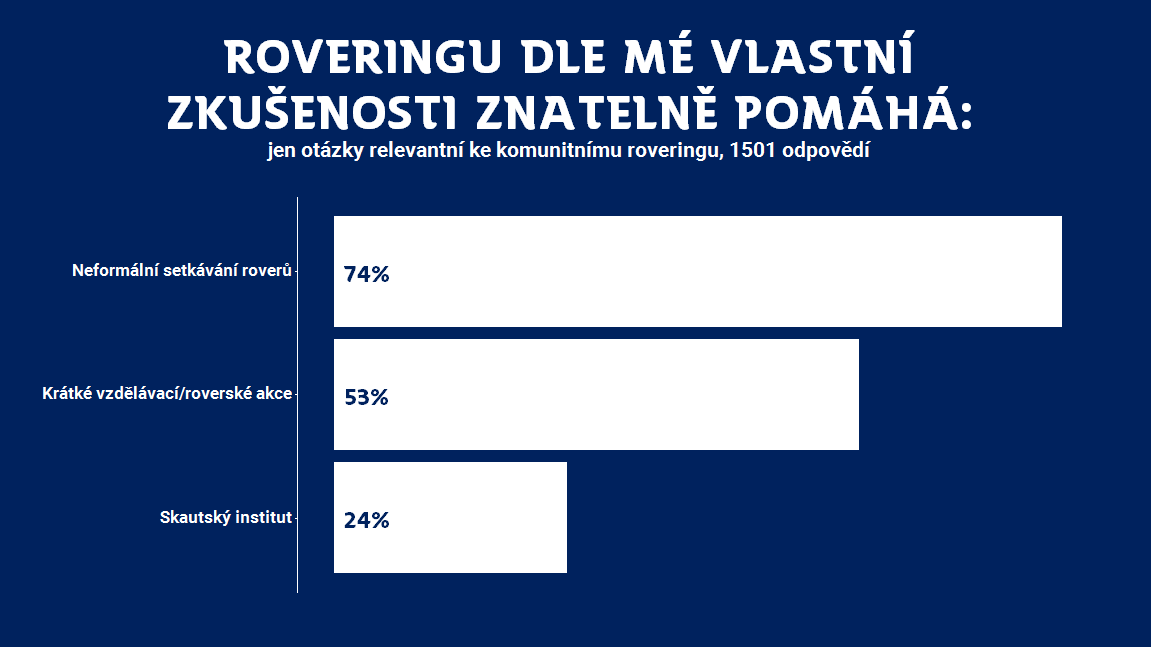 ROVERINGU DLE MÉ VLASTNÍ
ZKUŠENOSTI ZNATELNĚ POMÁHÁ:
jen otázky relevantní ke komunitnímu roveringu, 1501 odpovědí
Neformální setkávání roverů
74%
Krátké vzdělávací/roverské akce
53%
Skautský institut
24%